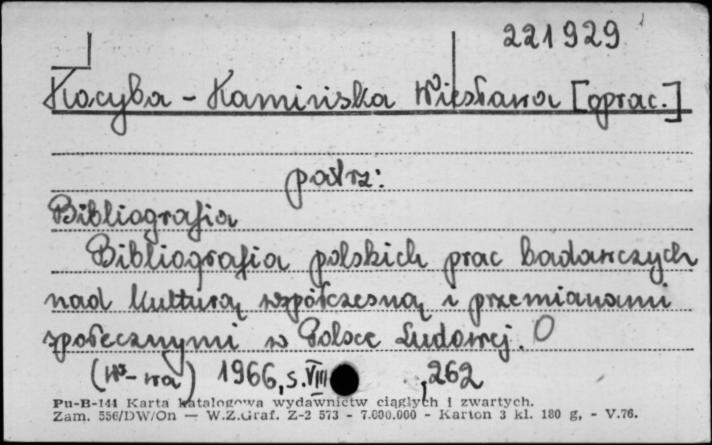 221929
Kocyba-Kamińska Wiesława [oprac.]
patrz:
Bibliografia
Bibliografia polskich prac badawczych
nad kulturą współczesną i przemianami
społecznymi w Polsce Ludowej.
(W-wa) 1966, s. VIII, 262
Pu-B-144 Karta katalogowa wydawnictw ciągłych i zwartych.
Zam. 556/DW/On — W.Z.Graf. Z-2 573 - 7.000.000 - Karton 3 kl. 180 g, - V.76.